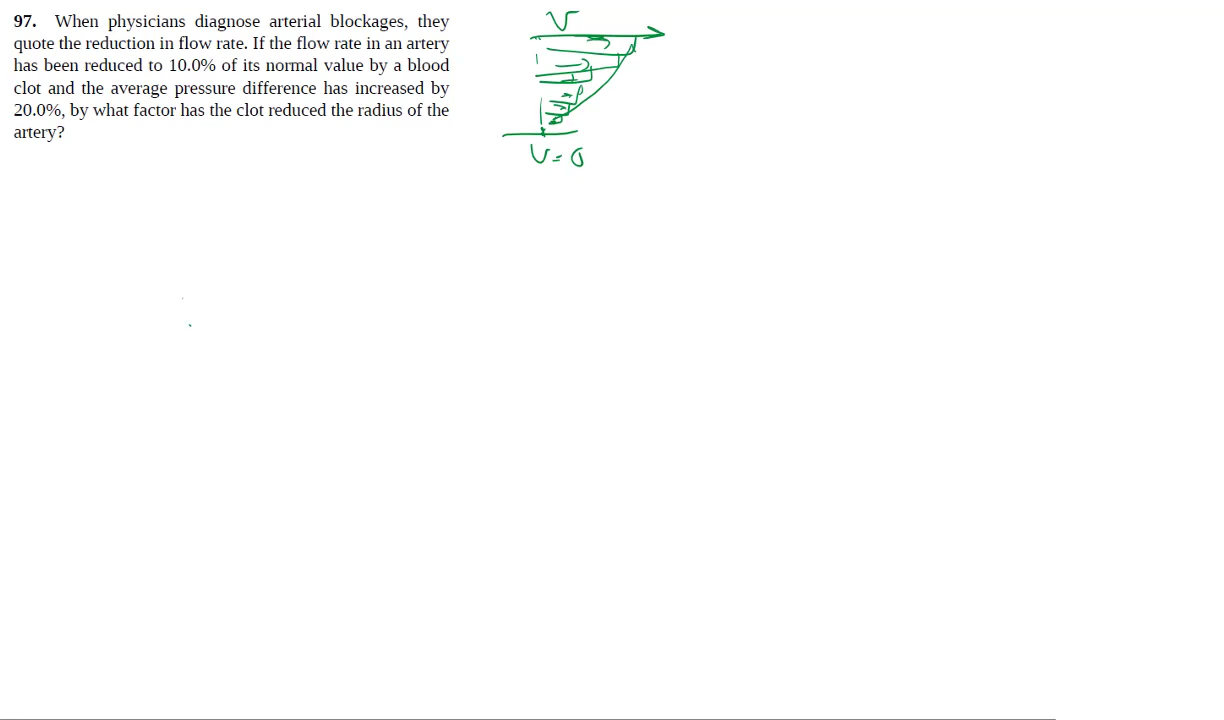 97. When physicians diagnose arterial blockages, they
quote the reduction in flow rate. If the flow rate in an artery
has been reduced to 10.0% of its normal value by a blood
clot and the average pressure difference has increased by
20.0%, by what factor has the clot reduced the radius of the
artery?
V
V = 0